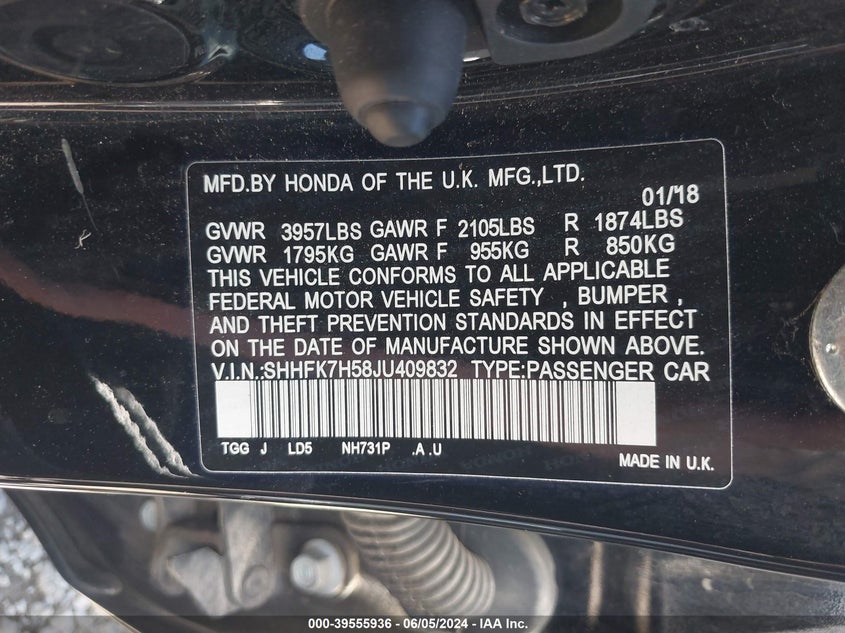 MFD.BY HONDA OF THE U.K. MFG.,LTD.
01/'18
GVWR 3957LBS GAWR F 2105LBS R 1874LBS
GVWR 1795KG GAWR F 955KG R 850KG
THIS VEHICLE CONFORMS TO ALL APPLICABLE
FEDERAL MOTOR VEHICLE SAFETY , BUMPER ,
AND THEFT PREVENTION STANDARDS IN EFFECT
ON THE DATE OF MANUFACTURE SHOWN ABOVE.
V.I.N.:SHHFK7H58JU409832 TYPE:PASSENGER CAR
TGG J LD5 NH731P .A .U
MADE IN U.K.
000-39555936 - 06/05/2024 - IAA Inc.